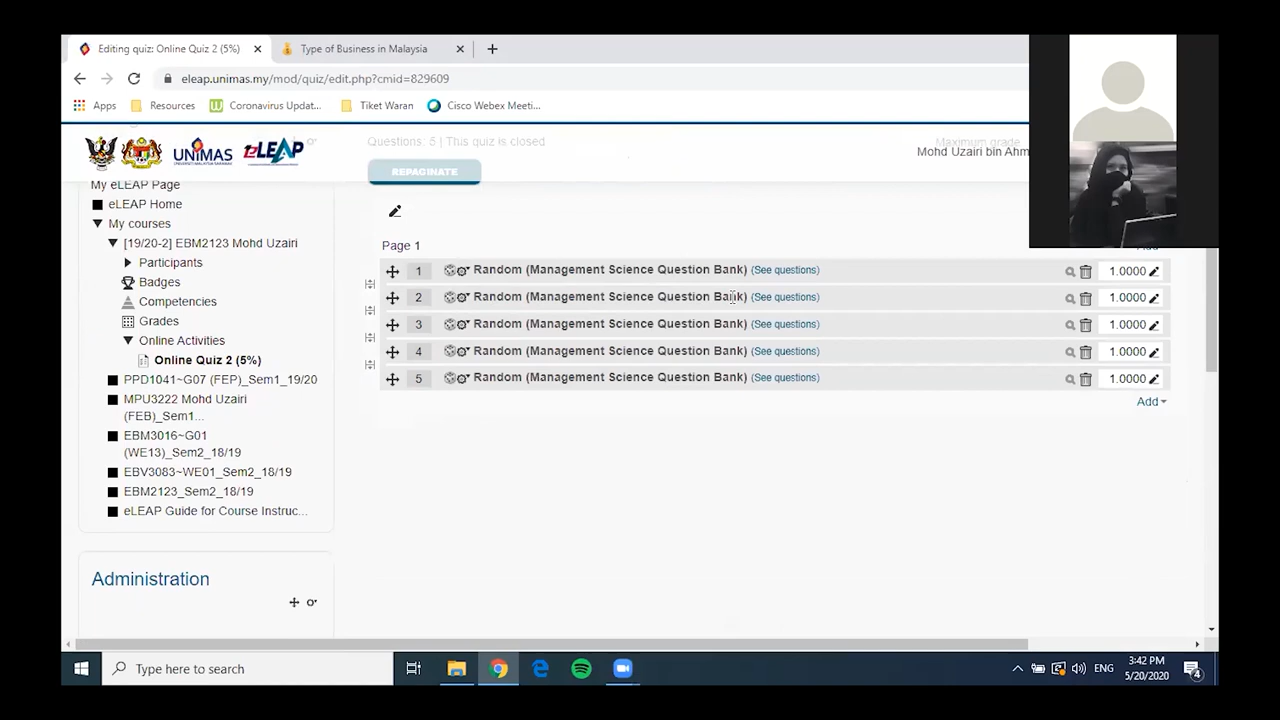 Editing quiz: Online Quiz 2 (5%)
Type of Business in Malaysia
eleap.unimas.my/mod/quiz/edit.php?cmid=829609
Apps Resources Coronavirus Updat... Tiket Waran Cisco Webex Meeti...
UNIMAS eLEAP
Questions: 5 | This quiz is closed
Maximum grade
Mohd Uzairi bin Ahm
REPAGINATE
My eLEAP Page
eLEAP Home
My courses
[19/20-2] EBM2123 Mohd Uzairi
Participants
Badges
Competencies
Grades
Online Activities
Online Quiz 2 (5%)
PPD1041~G07 (FEP)_Sem1_19/20
MPU3222 Mohd Uzairi
(FEB)_Sem1...
EBM3016~G01
(WE13)_Sem2_18/19
EBV3083~WE01_Sem2_18/19
EBM2123_Sem2_18/19
eLEAP Guide for Course Instruc...
Administration
Page 1
1 Random (Management Science Question Bank) (See questions) 1.0000
2 Random (Management Science Question Bank) (See questions) 1.0000
3 Random (Management Science Question Bank) (See questions) 1.0000
4 Random (Management Science Question Bank) (See questions) 1.0000
5 Random (Management Science Question Bank) (See questions) 1.0000
Add
Type here to search
ENG
3:42 PM
5/20/2020
4